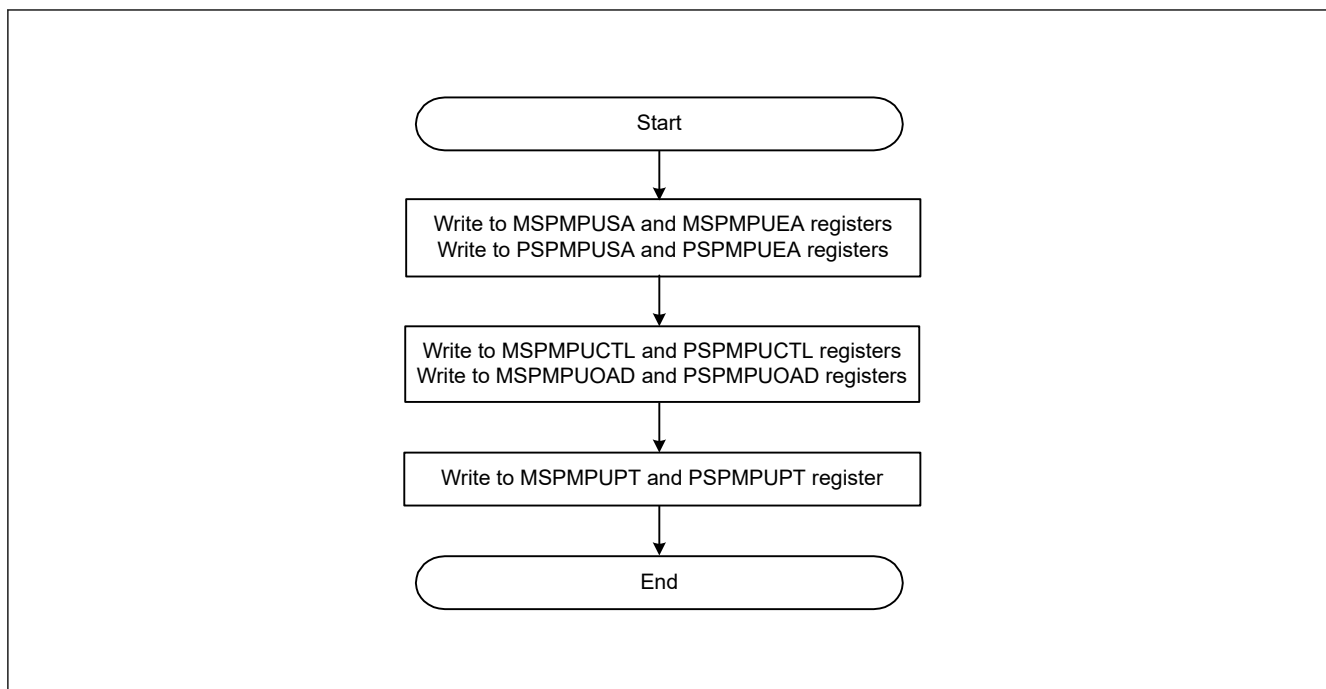 Start
Write to MSPMPUSA and MSPMPUEA registers
Write to PSPMPUSA and PSPMPUEA registers
Write to MSPMPUCTL and PSPMPUCTL registers
Write to MSPMPUOAD and PSPMPUOAD registers
Write to MSPMPUPT and PSPMPUPT register
End